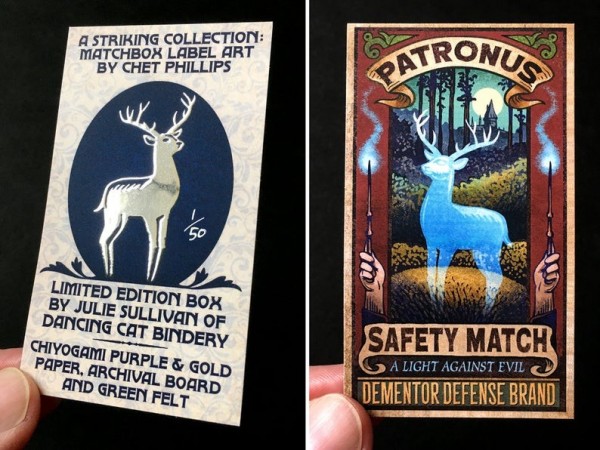 A STRIKING COLLECTION:
MATCHBOX LABEL ART
BY CHET PHILLIPS
1/50
LIMITED EDITION BOX
BY JULIE SULLIVAN OF
DANCING CAT BINDERY
CHIYOGAMI PURPLE & GOLD
PAPER, ARCHIVAL BOARD
AND GREEN FELT
PATRONUS
SAFETY MATCH
A LIGHT AGAINST EVIL
DEMENTOR DEFENSE BRAND